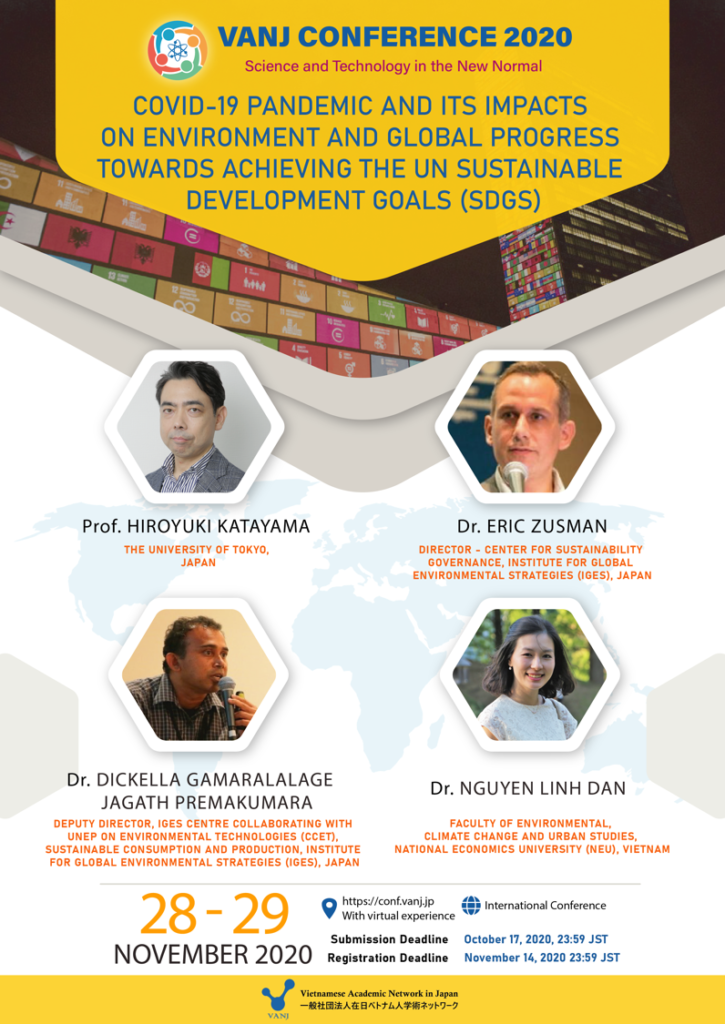 VANJ CONFERENCE 2020
Science and Technology in the New Normal
COVID-19 PANDEMIC AND ITS IMPACTS
ON ENVIRONMENT AND GLOBAL PROGRESS
TOWARDS ACHIEVING THE UN SUSTAINABLE
DEVELOPMENT GOALS (SDGS)
Prof. HIROYUKI KATAYAMA
THE UNIVERSITY OF TOKYO,
JAPAN
Dr. ERIC ZUSMAN
DIRECTOR - CENTER FOR SUSTAINABILITY
GOVERNANCE, INSTITUTE FOR GLOBAL
ENVIRONMENTAL STRATEGIES (IGES), JAPAN
Dr. DICKELLA GAMARALALAGE
JAGATH PREMAKUMARA
DEPUTY DIRECTOR, IGES CENTRE COLLABORATING WITH
UNEP ON ENVIRONMENTAL TECHNOLOGIES (CCET),
SUSTAINABLE CONSUMPTION AND PRODUCTION, INSTITUTE
FOR GLOBAL ENVIRONMENTAL STRATEGIES (IGES), JAPAN
Dr. NGUYEN LINH DAN
FACULTY OF ENVIRONMENTAL,
CLIMATE CHANGE AND URBAN STUDIES,
NATIONAL ECONOMICS UNIVERSITY (NEU), VIETNAM
28 - 29
NOVEMBER 2020
https://conf.vanj.jp
With virtual experience
International Conference
Submission Deadline October 17, 2020, 23:59 JST
Registration Deadline November 14, 2020 23:59 JST
VANJ
Vietnamese Academic Network in Japan
一般社団法人在日ベトナム人学術ネットワーク